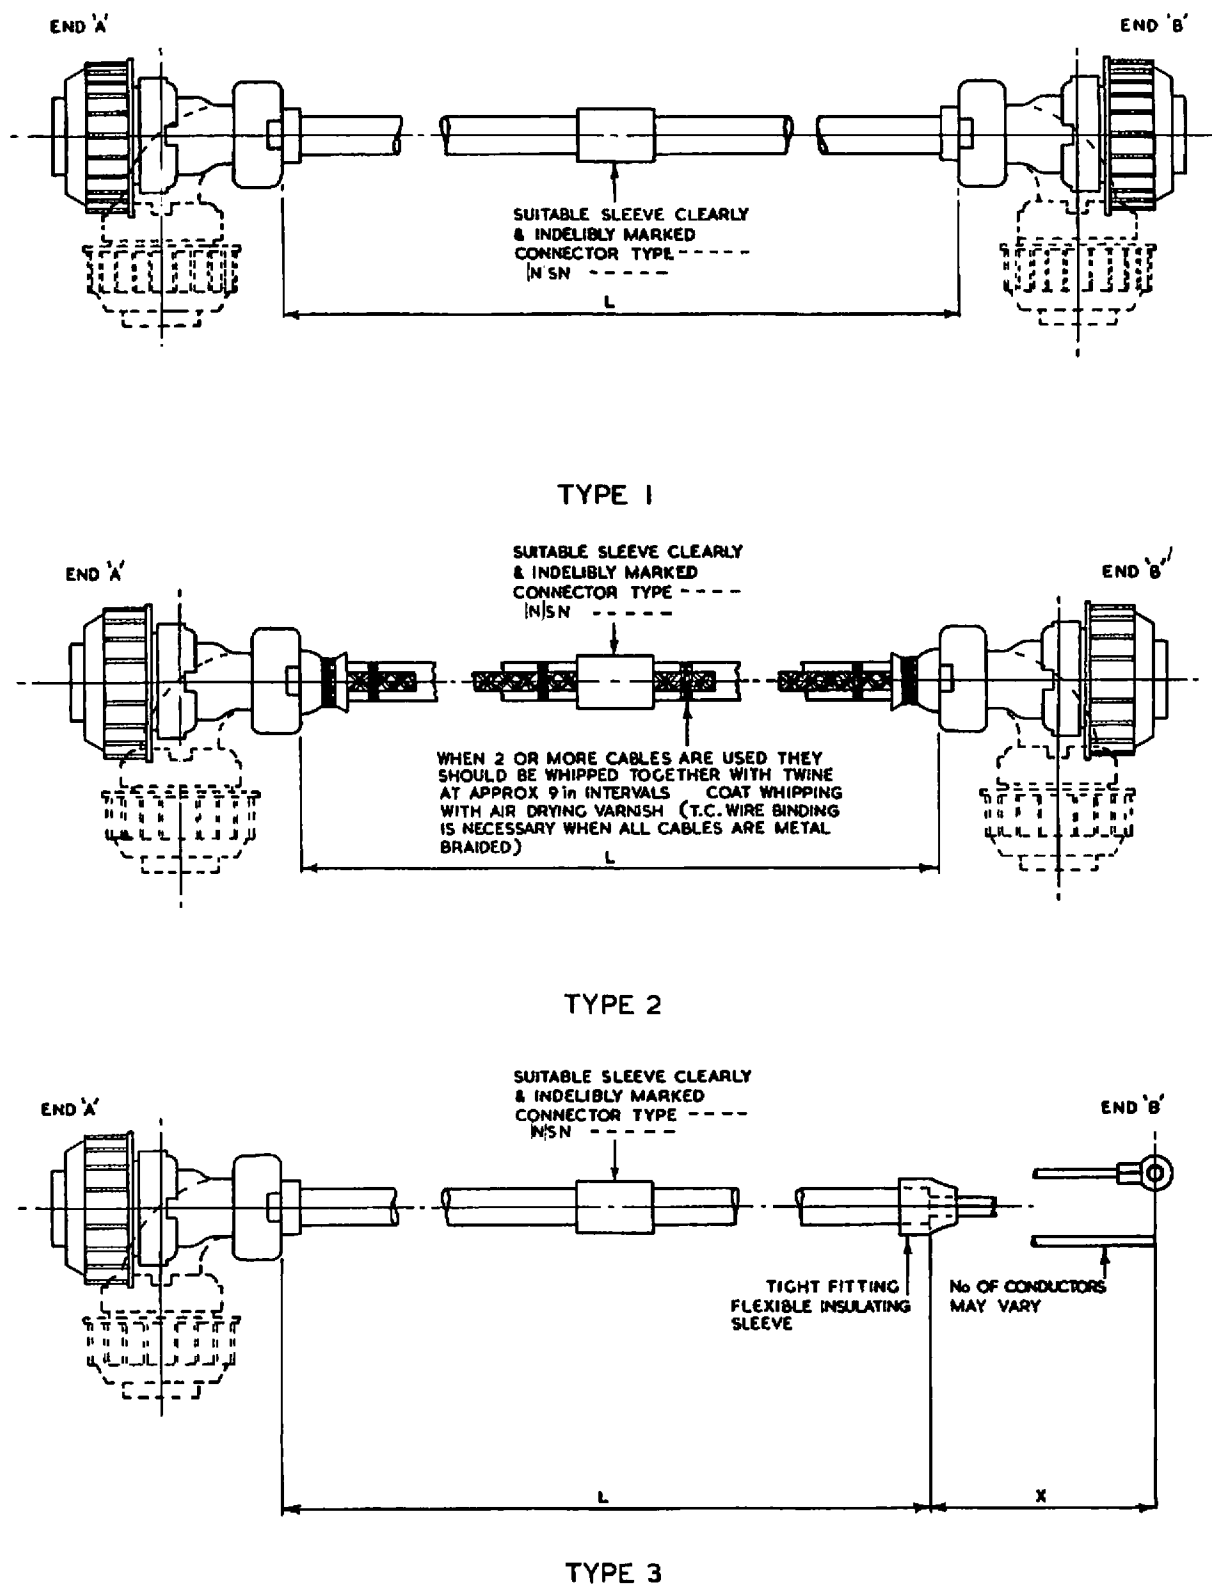 END 'A'
END 'B'
SUITABLE SLEEVE CLEARLY
& INDELIBLY MARKED
CONNECTOR TYPE -----
NSN -----
L
TYPE 1
SUITABLE SLEEVE CLEARLY
& INDELIBLY MARKED
CONNECTOR TYPE ----
NSN -----
END 'A'
END 'B'
WHEN 2 OR MORE CABLES ARE USED THEY
SHOULD BE WHIPPED TOGETHER WITH TWINE
AT APPROX 9in INTERVALS COAT WHIPPING
WITH AIR DRYING VARNISH (T.C. WIRE BINDING
IS NECESSARY WHEN ALL CABLES ARE METAL
BRAIDED)
L
TYPE 2
SUITABLE SLEEVE CLEARLY
& INDELIBLY MARKED
CONNECTOR TYPE ----
NSN -----
END 'A'
END 'B'
TIGHT FITTING
FLEXIBLE INSULATING
SLEEVE
No OF CONDUCTORS
MAY VARY
L
X
TYPE 3